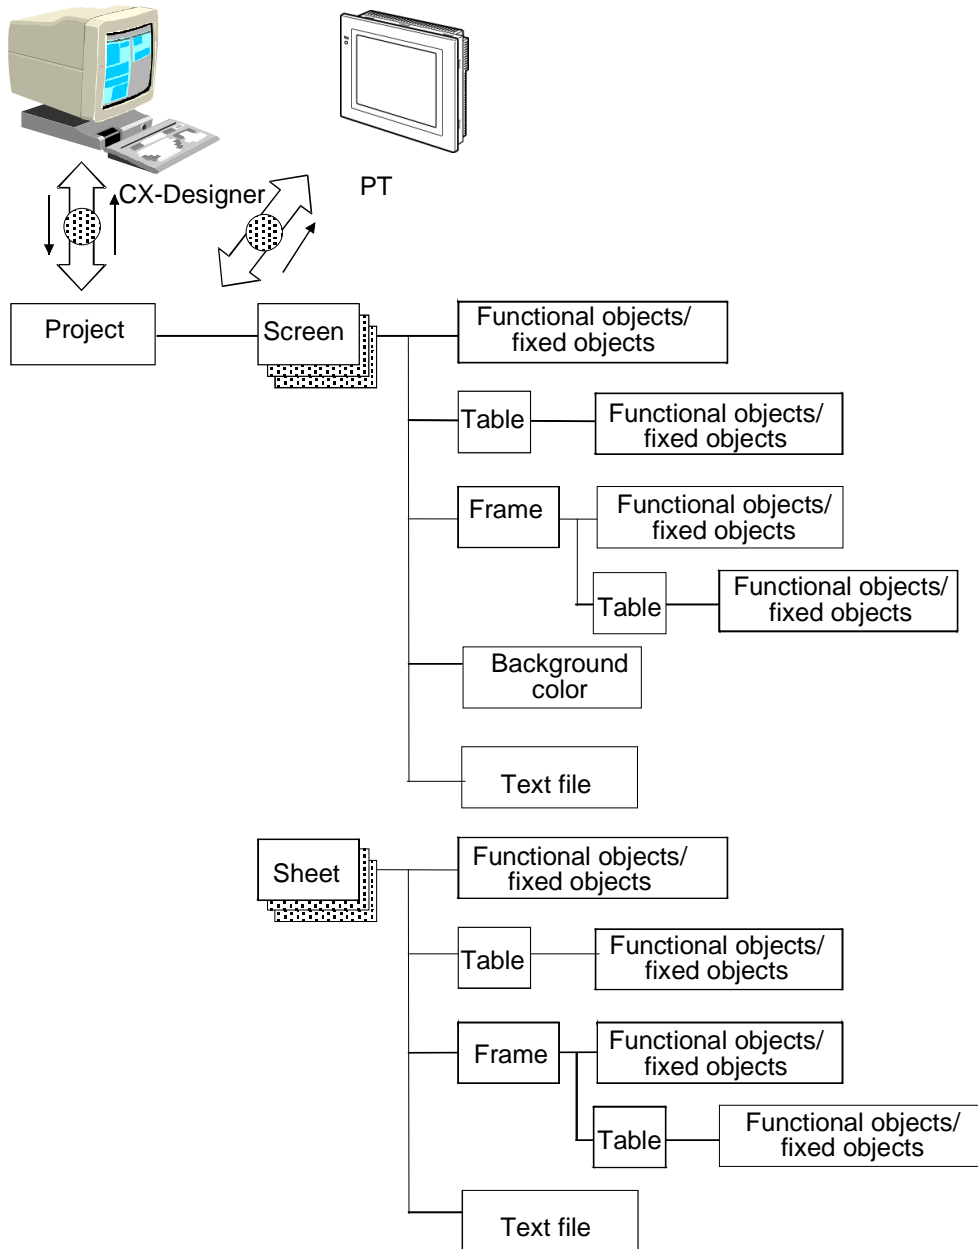 CX-Designer
PT
Project
Screen
Functional objects/
fixed objects
Table
Functional objects/
fixed objects
Frame
Functional objects/
fixed objects
Table
Functional objects/
fixed objects
Background
color
Text file
Sheet
Functional objects/
fixed objects
Table
Functional objects/
fixed objects
Frame
Functional objects/
fixed objects
Table
Functional objects/
fixed objects
Text file